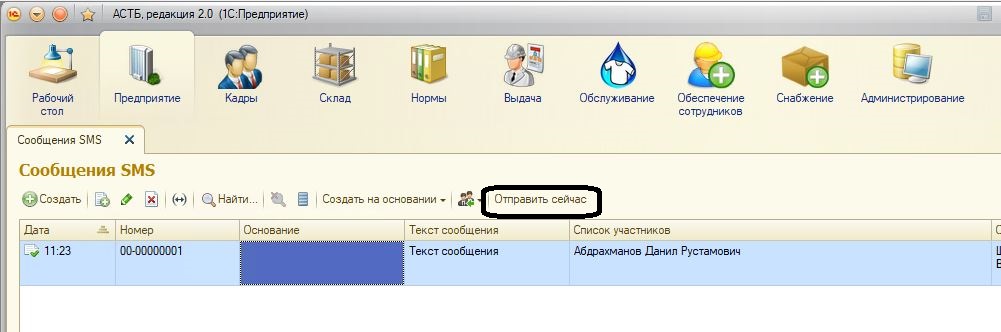 АСТБ, редакция 2.0 (1С:Предприятие)
Рабочий стол
Предприятие
Кадры
Склад
Нормы
Выдача
Обслуживание
Обеспечение сотрудников
Снабжение
Администрирование
Сообщения SMS
Сообщения SMS
Создать Найти... Создать на основании Отправить сейчас
Дата Номер Основание Текст сообщения Список участников
11:23 00-00000001 Текст сообщения Абдрахманов Данил Рустамович